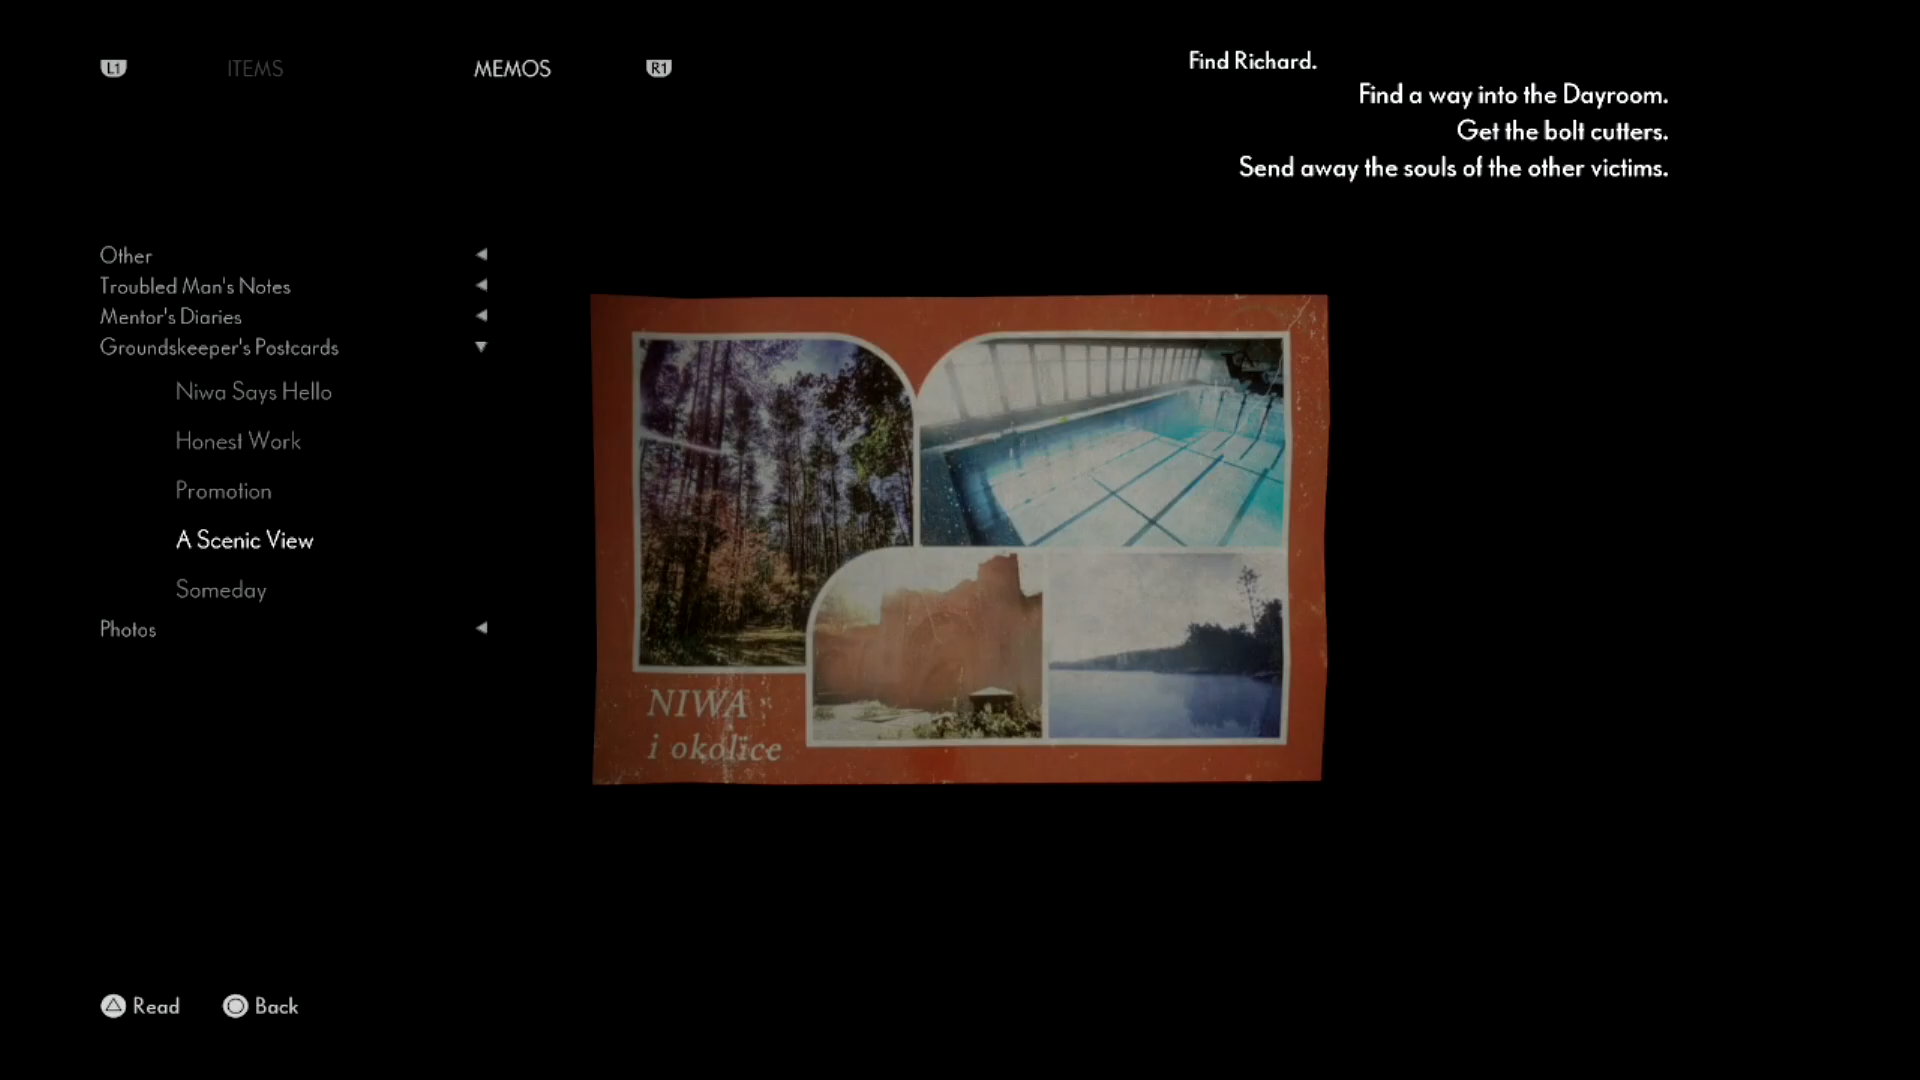 L1 ITEMS MEMOS R1
Find Richard.
Find a way into the Dayroom.
Get the bolt cutters.
Send away the souls of the other victims.
Other
Troubled Man's Notes
Mentor's Diaries
Groundskeeper's Postcards
Niwa Says Hello
Honest Work
Promotion
A Scenic View
Someday
Photos
NIWA
i okolice
Read Back